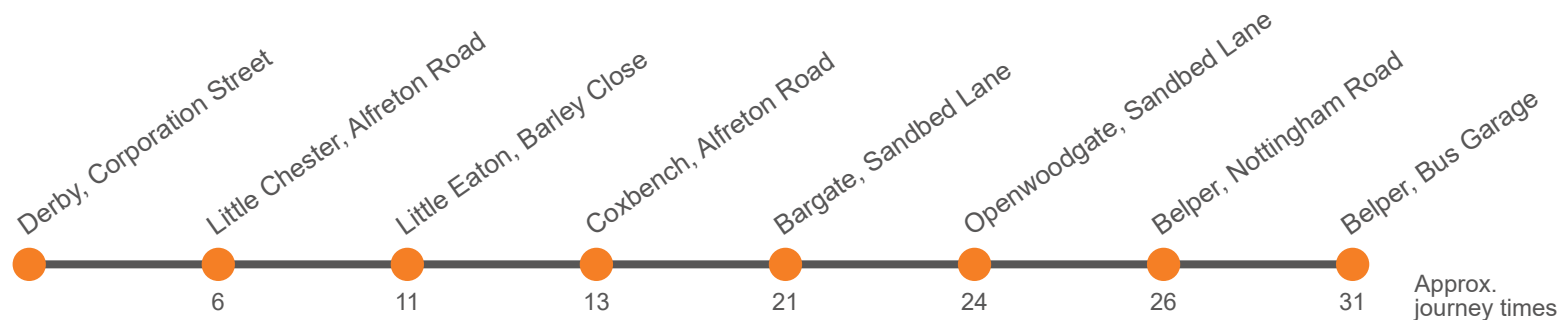 Derby, Corporation Street
Little Chester, Alfreton Road
Little Eaton, Barley Close
Coxbench, Alfreton Road
Bargate, Sandbed Lane
Openwoodgate, Sandbed Lane
Belper, Nottingham Road
Belper, Bus Garage
6
11
13
21
24
26
31
Approx.
journey times